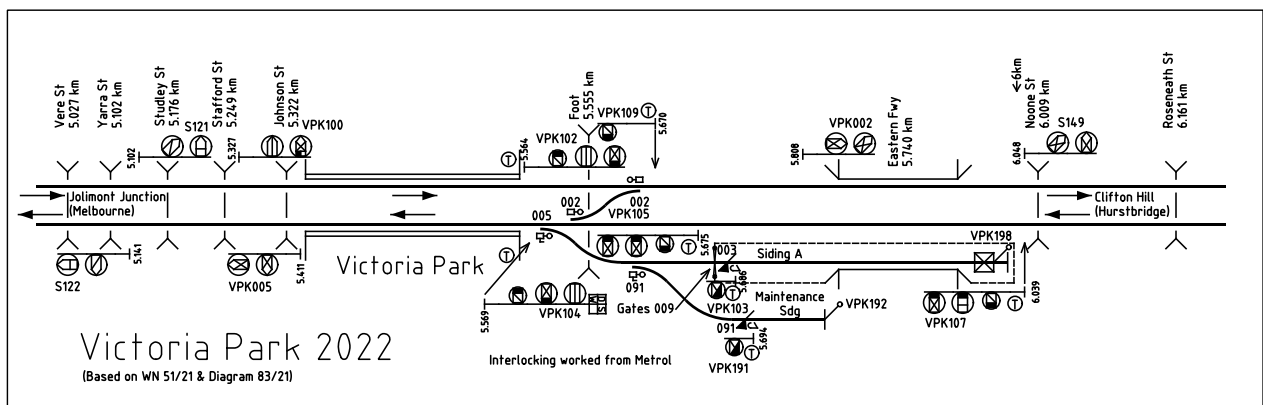 Vere St
5.027 km
Yarra St
5.102 km
Studley St
5.176 km
Stafford St
5.249 km
Johnson St
5.322 km
Foot
5.555 km
Eastern Fwy
5.740 km
←6km
Noone St
6.009 km
Roseneath St
6.161 km
5.102
S121
5.327
VPK100
T
5.564
VPK102
VPK109
T
5.670
5.808
VPK002
6.048
S149
Jolimont Junction
(Melbourne)
002
002
VPK105
005
Clifton Hill
(Hurstbridge)
S122
5.141
VPK005
5.411
Victoria Park
T
5.569
VPK104
091
T
5.675
003
5.686
T
VPK103
Gates 009
Siding A
VPK198
Maintenance
Sdg
VPK192
091
5.694
T
VPK191
VPK107
T
6.039
Victoria Park 2022
(Based on WN 51/21 & Diagram 83/21)
Interlocking worked from Metrol